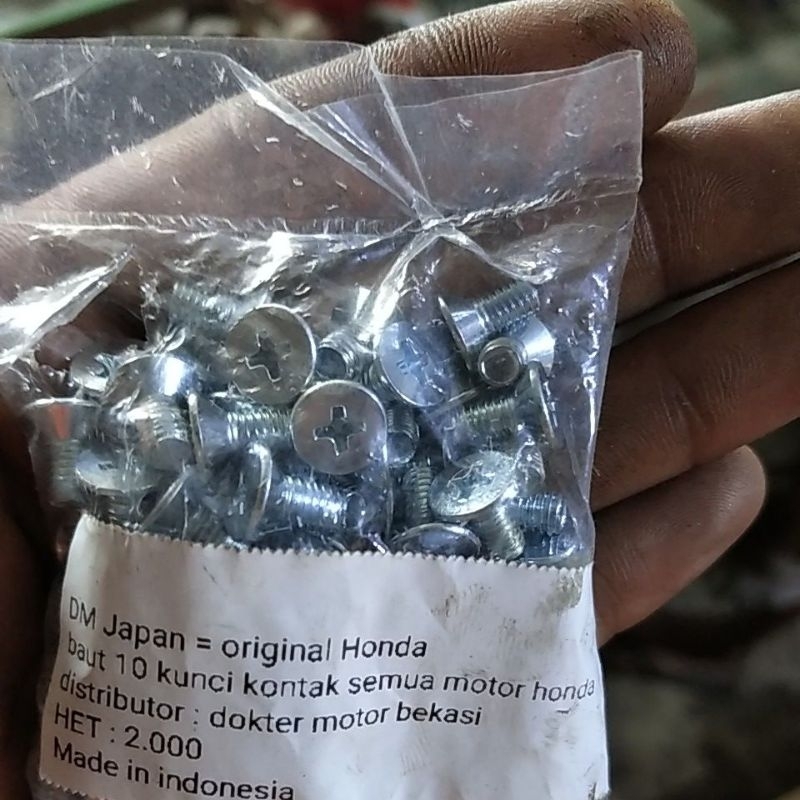 DM Japan = original Honda
baut 10 kunci kontak semua motor honda
distributor : dokter motor bekasi
HET : 2.000
Made in indonesia